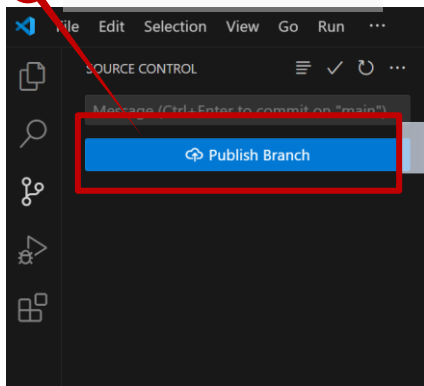 File Edit Selection View Go Run ...
SOURCE CONTROL
Message (Ctrl+Enter to commit on "main")
Publish Branch